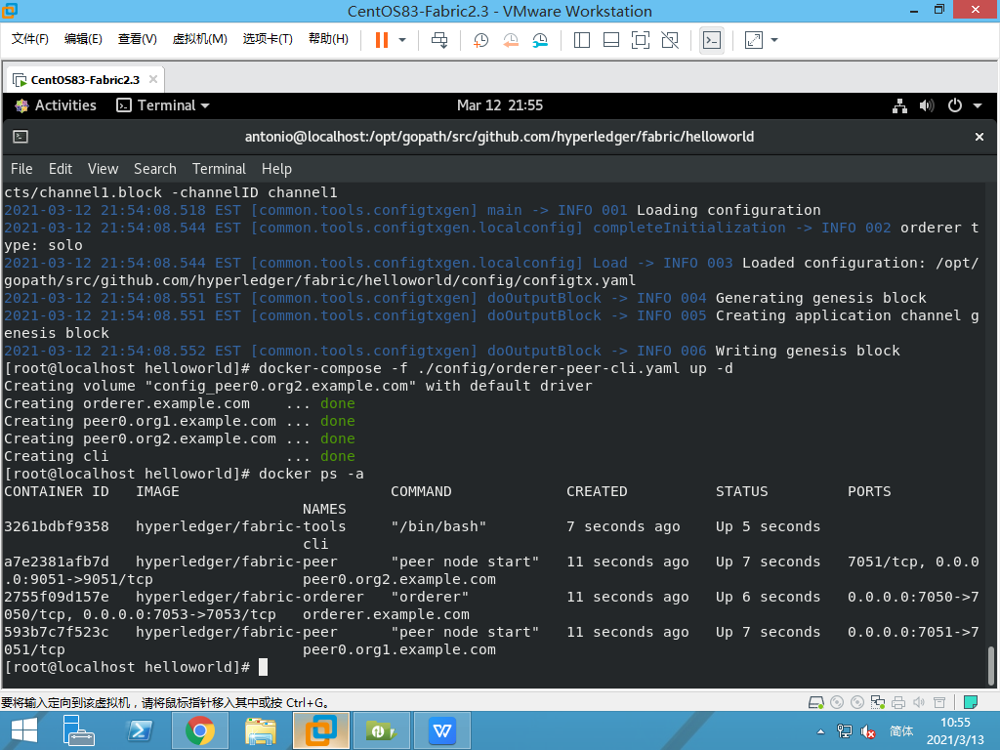 CentOS83-Fabric2.3 - VMware Workstation
文件(F) 编辑(E) 查看(V) 虚拟机(M) 选项卡(T) 帮助(H)
CentOS83-Fabric2.3
Activities Terminal Mar 12 21:55
antonio@localhost:/opt/gopath/src/github.com/hyperledger/fabric/helloworld
File Edit View Search Terminal Help
cts/channel1.block -channelID channel1
2021-03-12 21:54:08.518 EST [common.tools.configtxgen] main -> INFO 001 Loading configuration
2021-03-12 21:54:08.544 EST [common.tools.configtxgen.localconfig] completeInitialization -> INFO 002 orderer t
ype: solo
2021-03-12 21:54:08.544 EST [common.tools.configtxgen.localconfig] Load -> INFO 003 Loaded configuration: /opt/
gopath/src/github.com/hyperledger/fabric/helloworld/config/configtx.yaml
2021-03-12 21:54:08.551 EST [common.tools.configtxgen] doOutputBlock -> INFO 004 Generating genesis block
2021-03-12 21:54:08.551 EST [common.tools.configtxgen] doOutputBlock -> INFO 005 Creating application channel g
enesis block
2021-03-12 21:54:08.552 EST [common.tools.configtxgen] doOutputBlock -> INFO 006 Writing genesis block
[root@localhost helloworld]# docker-compose -f ./config/orderer-peer-cli.yaml up -d
Creating volume "config_peer0.org2.example.com" with default driver
Creating orderer.example.com    ... done
Creating peer0.org1.example.com ... done
Creating peer0.org2.example.com ... done
Creating cli                    ... done
[root@localhost helloworld]# docker ps -a
CONTAINER ID   IMAGE                        COMMAND             CREATED          STATUS         PORTS
                                  NAMES
3261bdbf9358   hyperledger/fabric-tools     "/bin/bash"         7 seconds ago    Up 5 seconds
                                  cli
a7e2381afb7d   hyperledger/fabric-peer      "peer node start"   11 seconds ago   Up 7 seconds   7051/tcp, 0.0.0
.0:9051->9051/tcp                 peer0.org2.example.com
2755f09d157e   hyperledger/fabric-orderer   "orderer"           11 seconds ago   Up 6 seconds   0.0.0.0:7050->7
050/tcp, 0.0.0.0:7053->7053/tcp   orderer.example.com
593b7c7f523c   hyperledger/fabric-peer      "peer node start"   11 seconds ago   Up 7 seconds   0.0.0.0:7051->7
051/tcp                           peer0.org1.example.com
[root@localhost helloworld]#
要将输入定向到该虚拟机，请将鼠标指针移入其中或按 Ctrl+G。
简体
10:55
2021/3/13